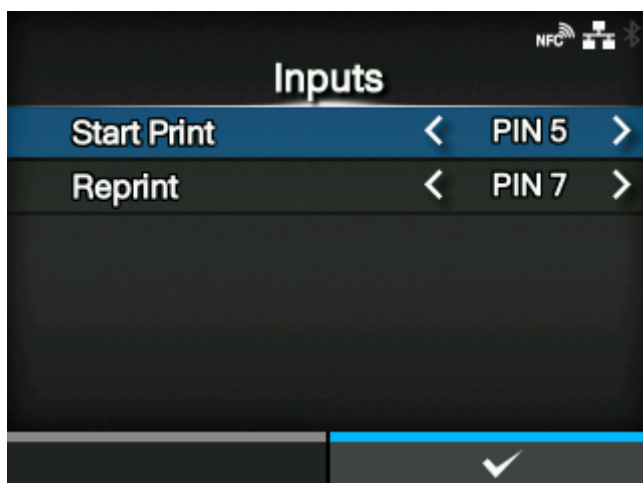 NFC
Inputs
Start Print < PIN 5 >
Reprint < PIN 7 >